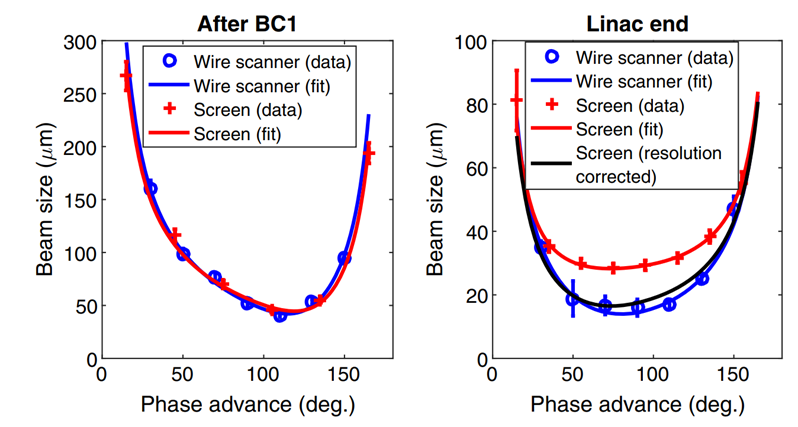 After BC1
300
250
200
150
100
50
0
0 50 100 150
Beam size (μm)
Phase advance (deg.)
Wire scanner (data)
Wire scanner (fit)
Screen (data)
Screen (fit)
Linac end
100
80
60
40
20
0
0 50 100 150
Beam size (μm)
Phase advance (deg.)
Wire scanner (data)
Wire scanner (fit)
Screen (data)
Screen (fit)
Screen (resolution
corrected)